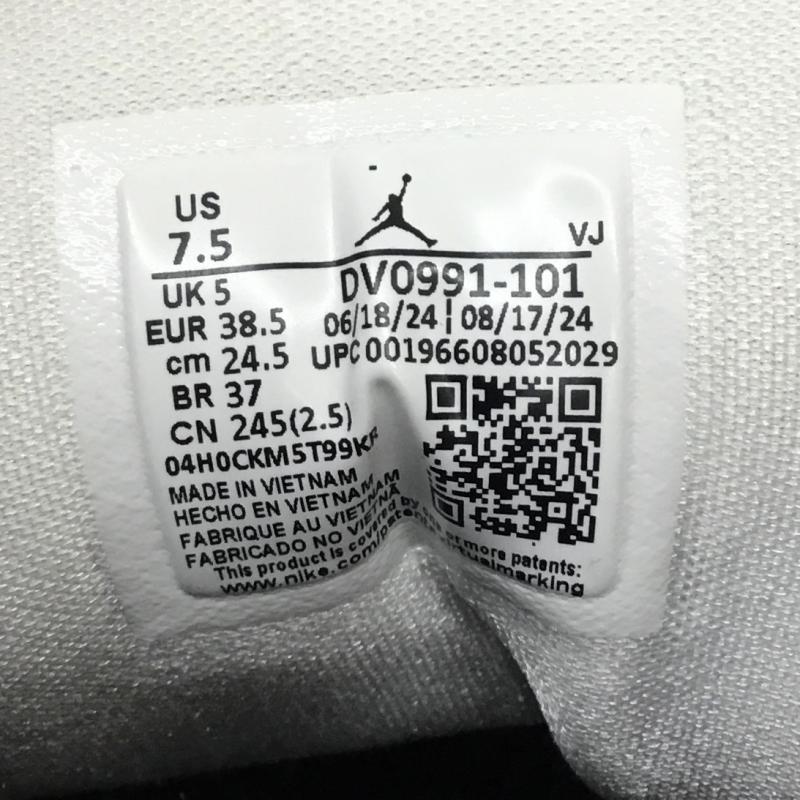 US
7.5
VJ
UK 5
DV0991-101
EUR 38.5
06/18/24 | 08/17/24
cm 24.5
UPC 00196608052029
BR 37
CN 245(2.5)
04H0CKM5T99KF
MADE IN VIETNAM
HECHO EN VIETNAM
FABRIQUE AU VIETNAM
FABRICADO NO VIETNÃ
This product is covered by one or more patents:
www.nike.com/patents